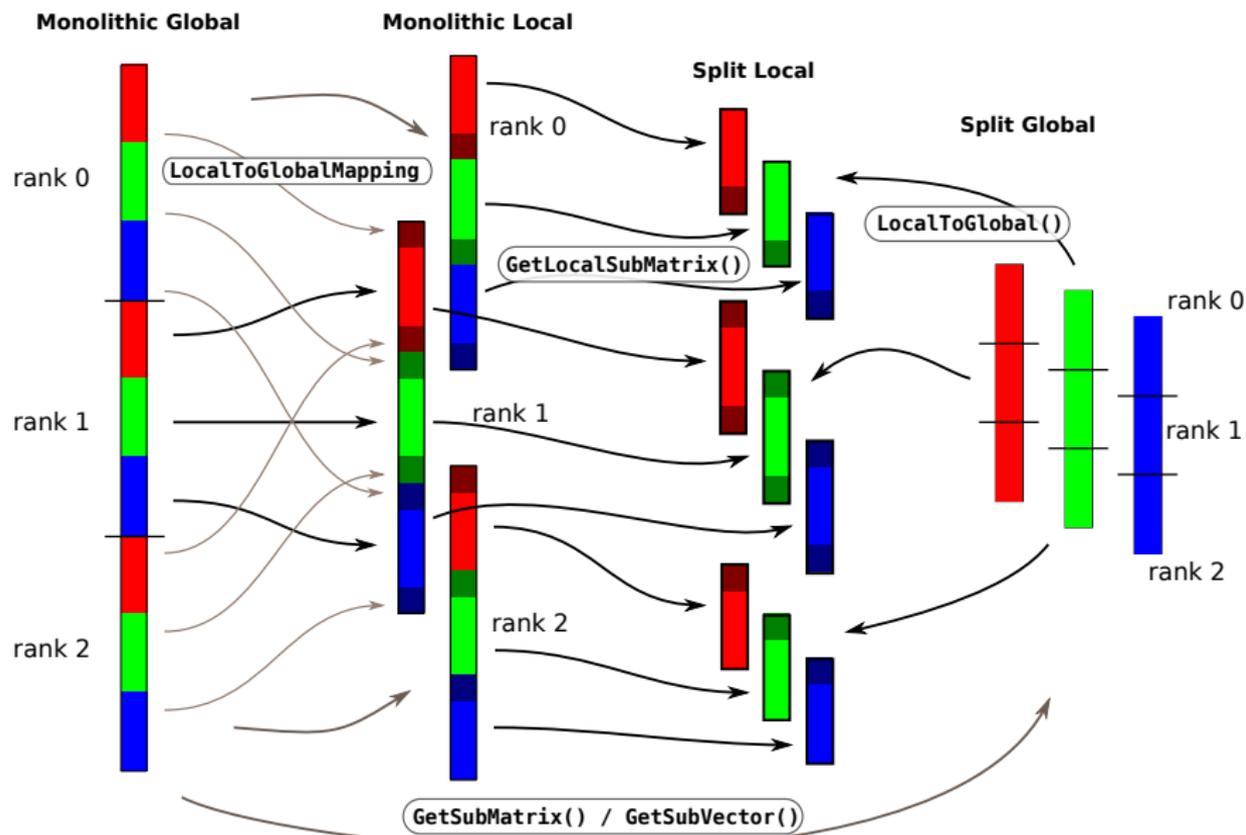 Monolithic Global
Monolithic Local
Split Local
Split Global
rank 0
LocalToGlobalMapping
rank 0
LocalToGlobal()
GetLocalSubMatrix()
rank 0
rank 1
rank 1
rank 1
rank 2
rank 2
rank 2
GetSubMatrix() / GetSubVector()